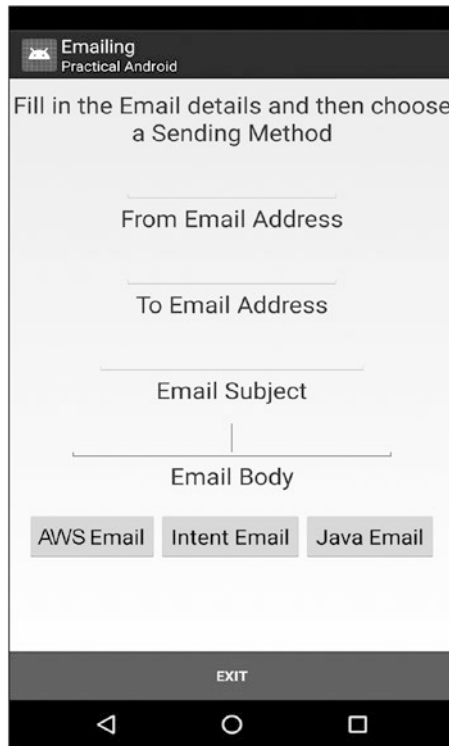 Emailing
Practical Android
Fill in the Email details and then choose
a Sending Method
From Email Address
To Email Address
Email Subject
Email Body
AWS Email Intent Email Java Email
EXIT